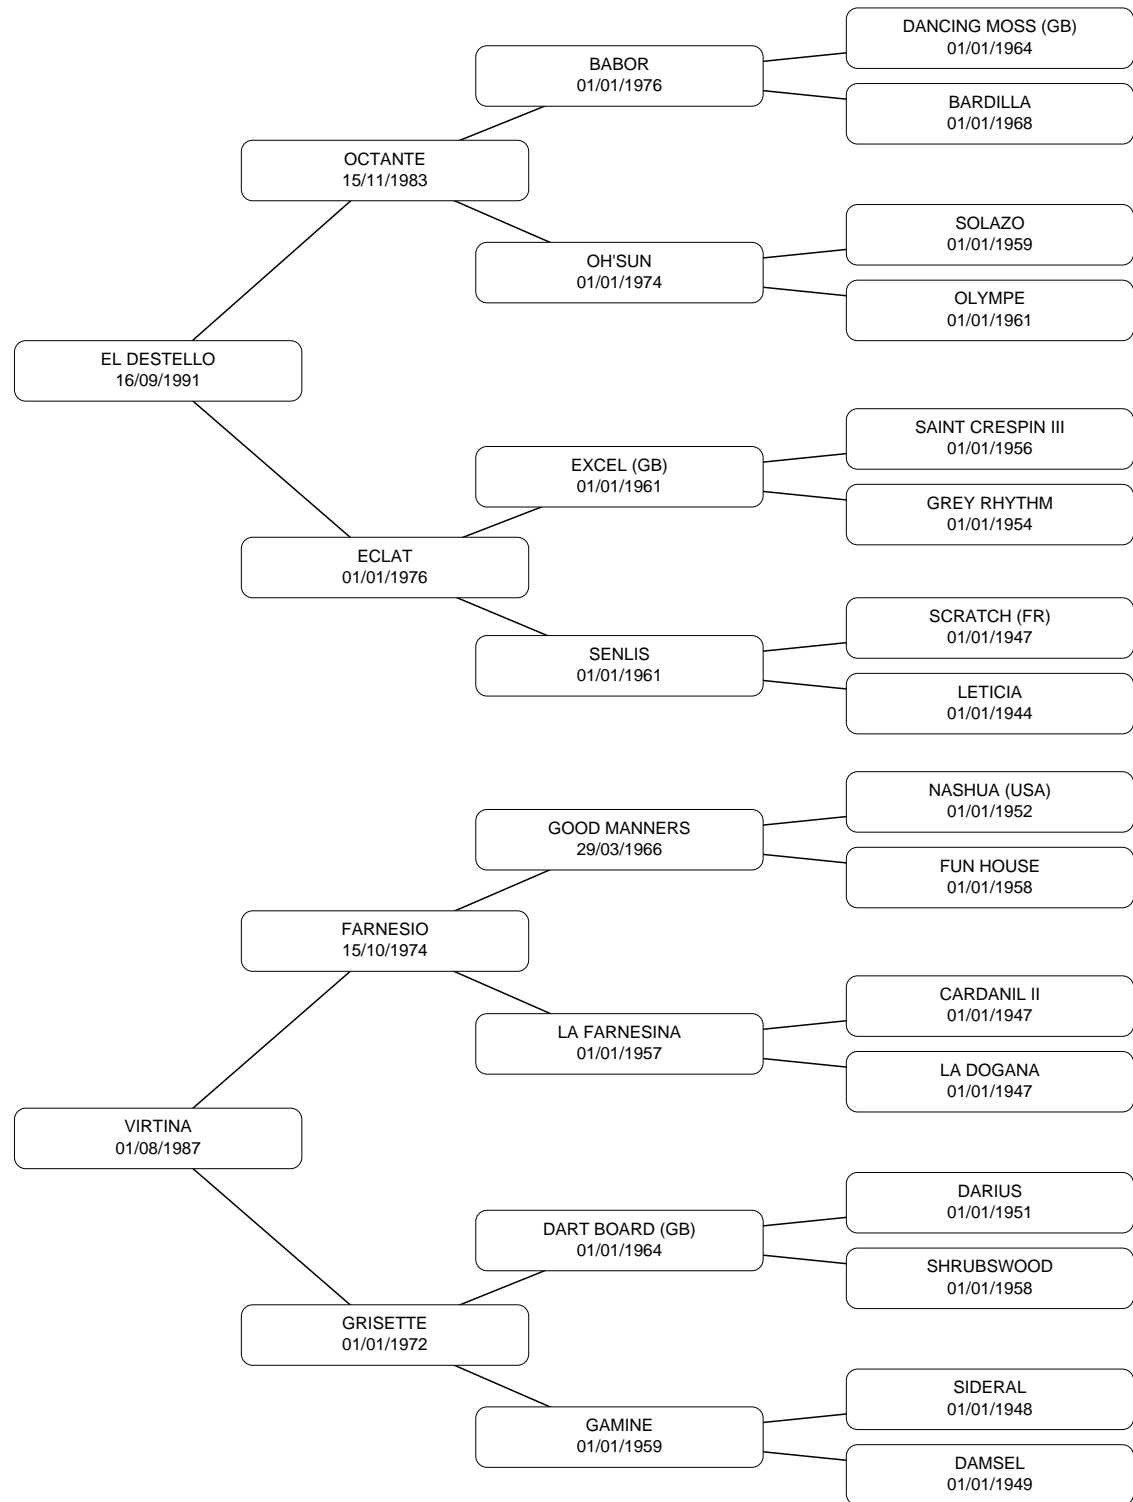 DANCING MOSS (GB)
01/01/1964
BABOR
01/01/1976
BARDILLA
01/01/1968
OCTANTE
15/11/1983
SOLAZO
01/01/1959
OH'SUN
01/01/1974
OLYMPE
01/01/1961
EL DESTELLO
16/09/1991
SAINT CRESPIN III
01/01/1956
EXCEL (GB)
01/01/1961
GREY RHYTHM
01/01/1954
ECLAT
01/01/1976
SCRATCH (FR)
01/01/1947
SENLIS
01/01/1961
LETICIA
01/01/1944
NASHUA (USA)
01/01/1952
GOOD MANNERS
29/03/1966
FUN HOUSE
01/01/1958
FARNESIO
15/10/1974
CARDANIL II
01/01/1947
LA FARNESINA
01/01/1957
LA DOGANA
01/01/1947
VIRTINA
01/08/1987
DARIUS
01/01/1951
DART BOARD (GB)
01/01/1964
SHRUBSWOOD
01/01/1958
GRISETTE
01/01/1972
SIDERAL
01/01/1948
GAMINE
01/01/1959
DAMSEL
01/01/1949